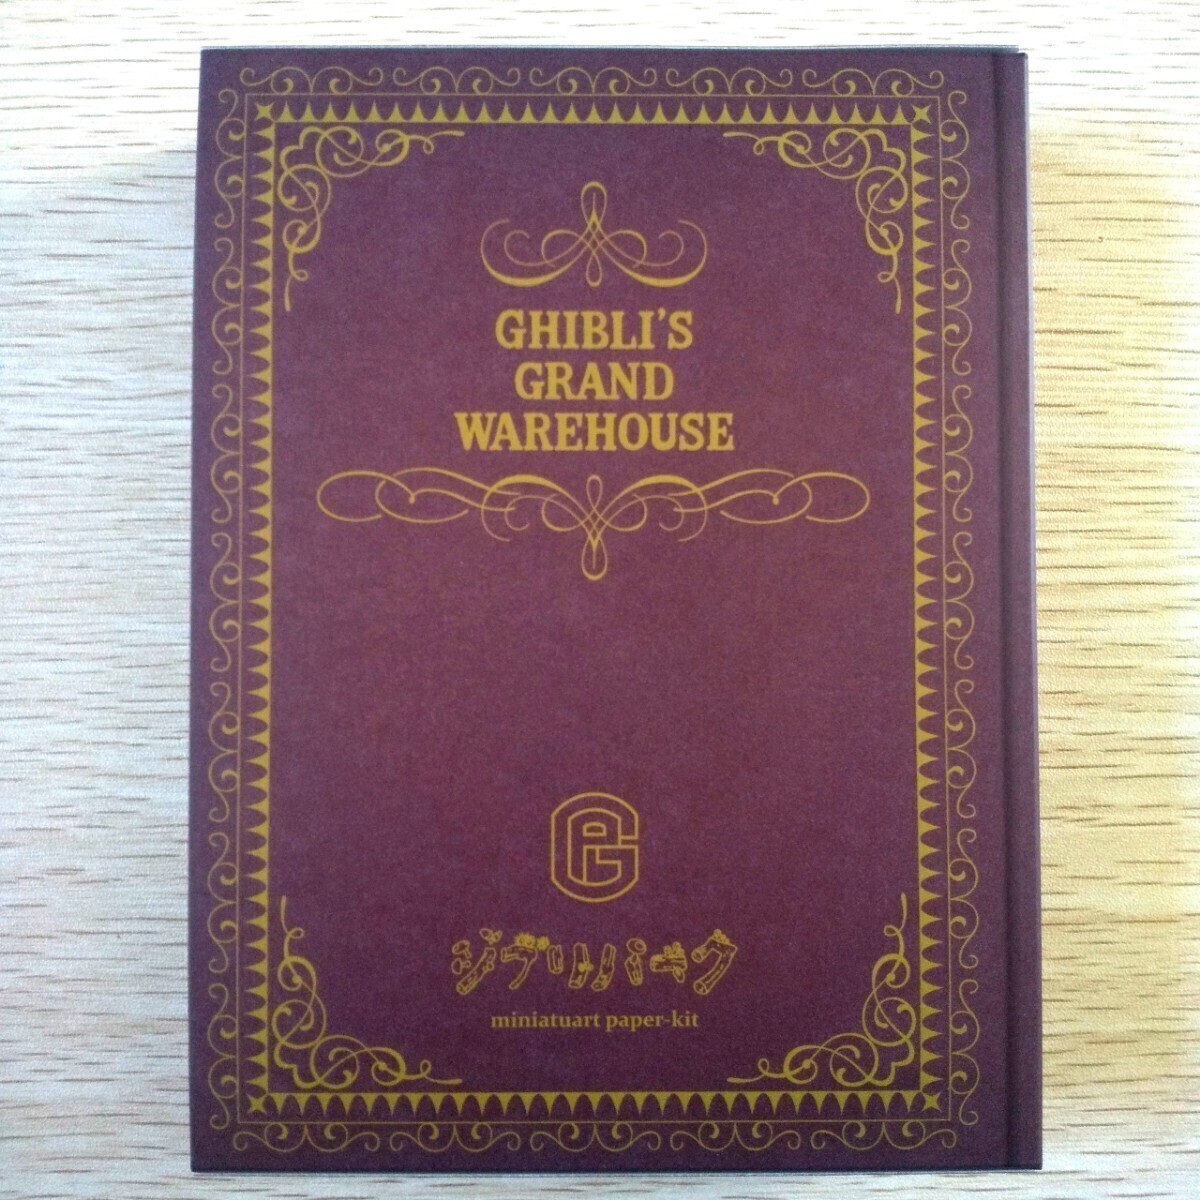 GHIBLI'S
GRAND
WAREHOUSE
ジブリパーク
miniatuart paper-kit